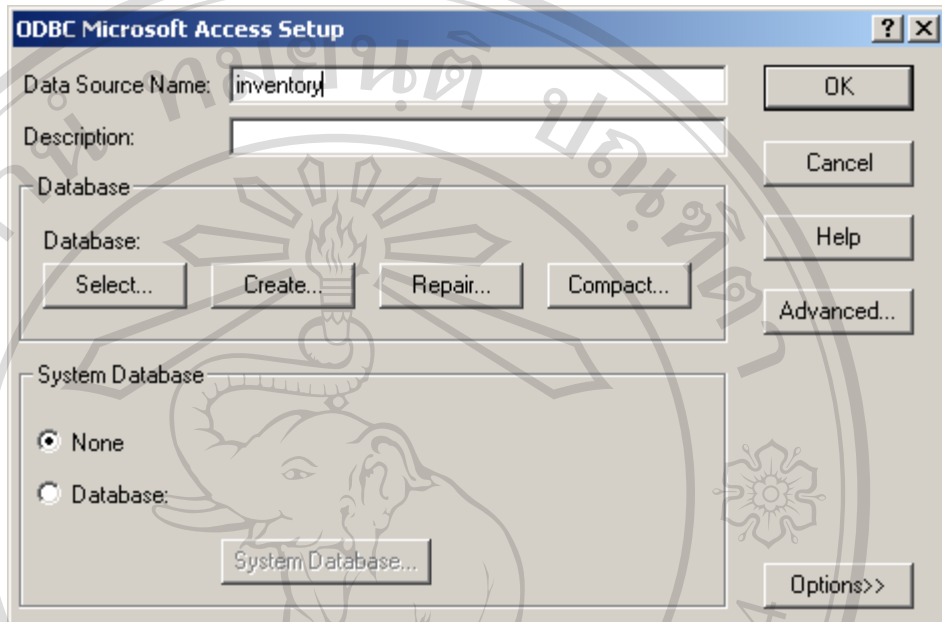 ODBC Microsoft Access Setup
Data Source Name: inventory
OK
Description:
Cancel
Database
Help
Database:
Select... Create... Repair... Compact...
Advanced...
System Database
None
Database:
System Database...
Options>>